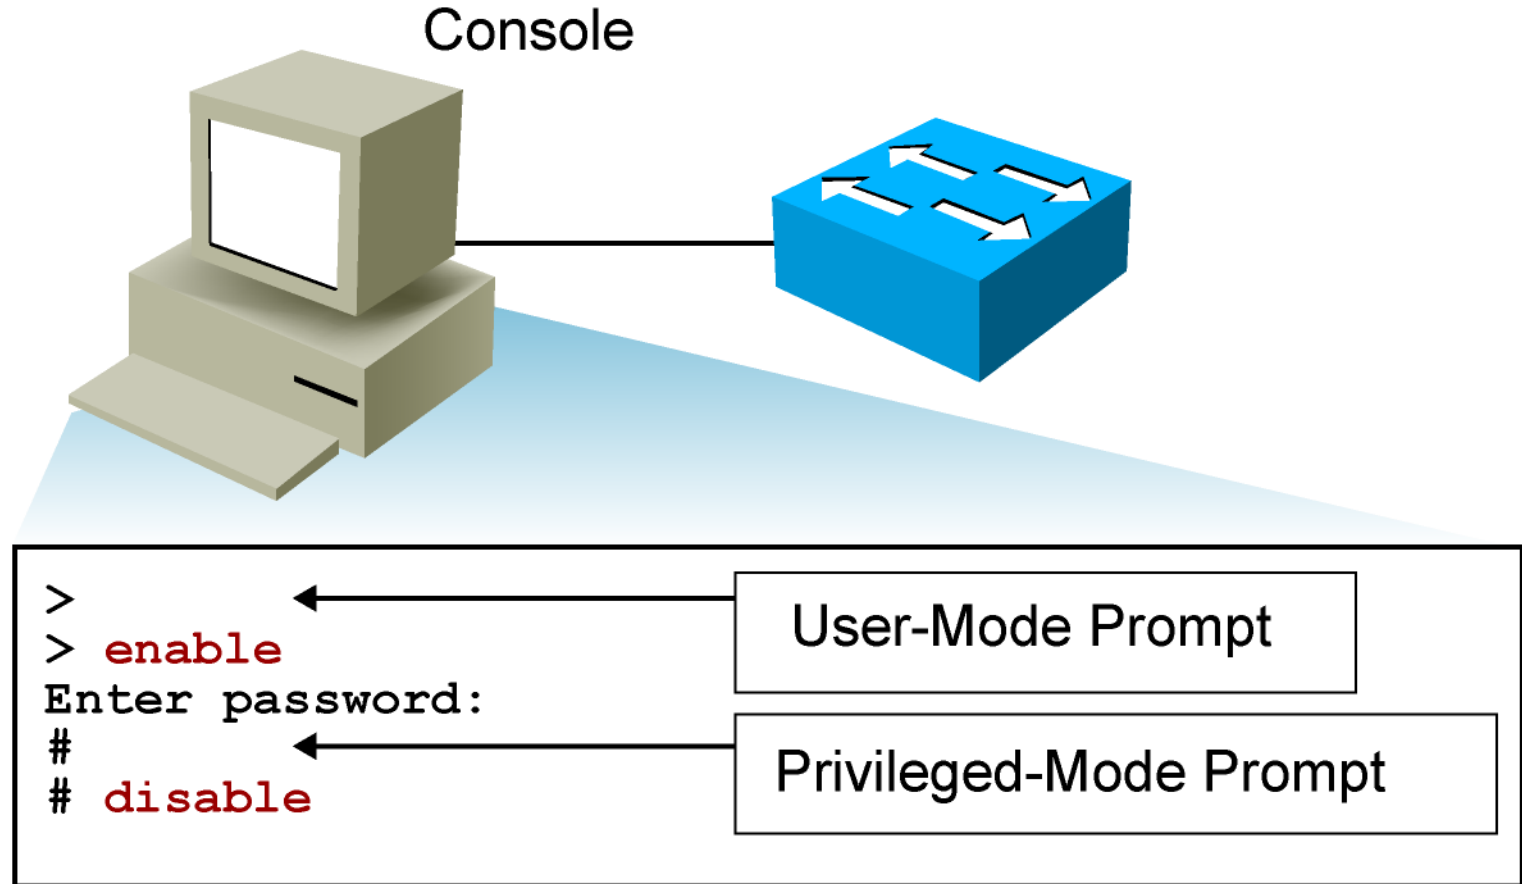 Console
>
User-Mode Prompt
> enable
Enter password:
#
Privileged-Mode Prompt
# disable